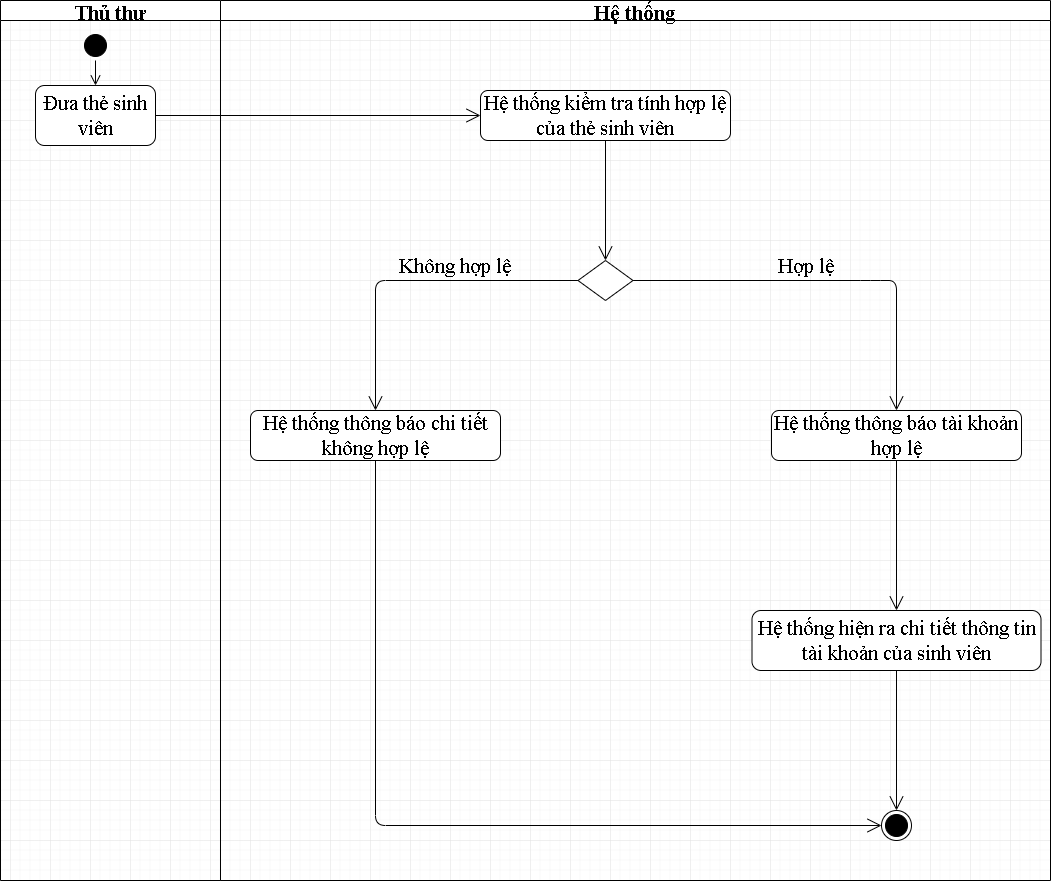 Thủ thư
Hệ thống
Đưa thẻ sinh
viên
Hệ thống kiểm tra tính hợp lệ
của thẻ sinh viên
Không hợp lệ
Hợp lệ
Hệ thống thông báo chi tiết
không hợp lệ
Hệ thống thông báo tài khoản
hợp lệ
Hệ thống hiện ra chi tiết thông tin
tài khoản của sinh viên